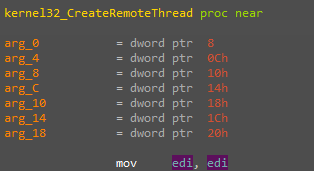 kernel32_CreateRemoteThread proc near
arg_0 = dword ptr 8
arg_4 = dword ptr 0Ch
arg_8 = dword ptr 10h
arg_C = dword ptr 14h
arg_10 = dword ptr 18h
arg_14 = dword ptr 1Ch
arg_18 = dword ptr 20h
mov edi, edi